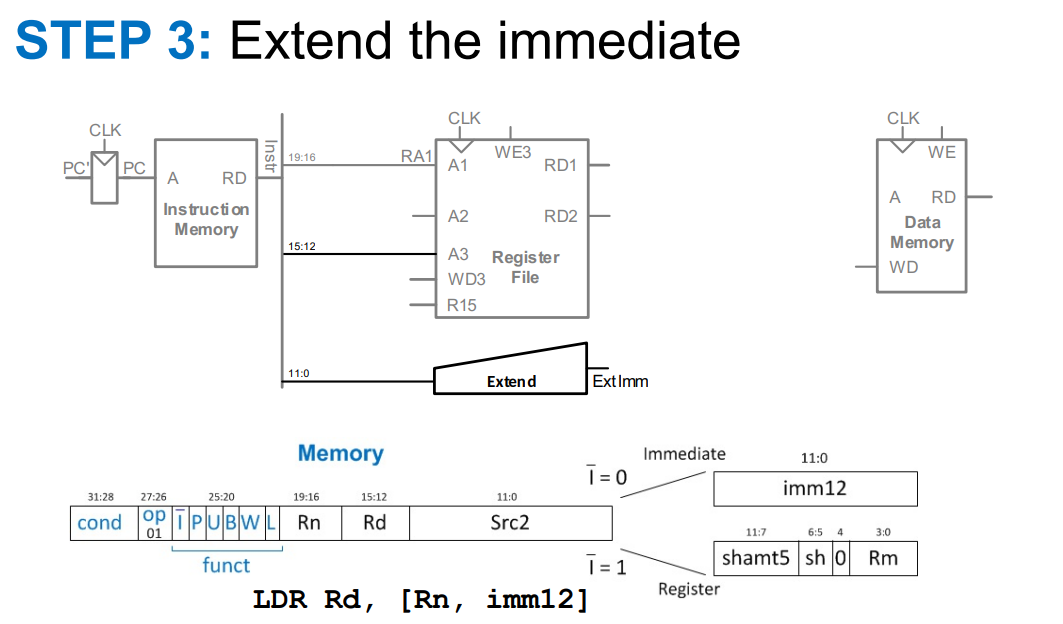 STEP 3: Extend the immediate
CLK
CLK
CLK
PC'
PC
A
RD
Instruction
Memory
Instr
19:16
RA1
A1
WE3
RD1
A2
RD2
15:12
A3
Register
File
WD3
R15
WE
A
RD
Data
Memory
WD
11:0
Extend
ExtImm
Memory
31:28
27:26
25:20
19:16
15:12
11:0
cond
op
01
I̅
P
U
B
W
L
Rn
Rd
Src2
funct
I̅ = 0
Immediate
11:0
imm12
I̅ = 1
Register
11:7
6:5
4
3:0
shamt5
sh
0
Rm
LDR Rd, [Rn, imm12]